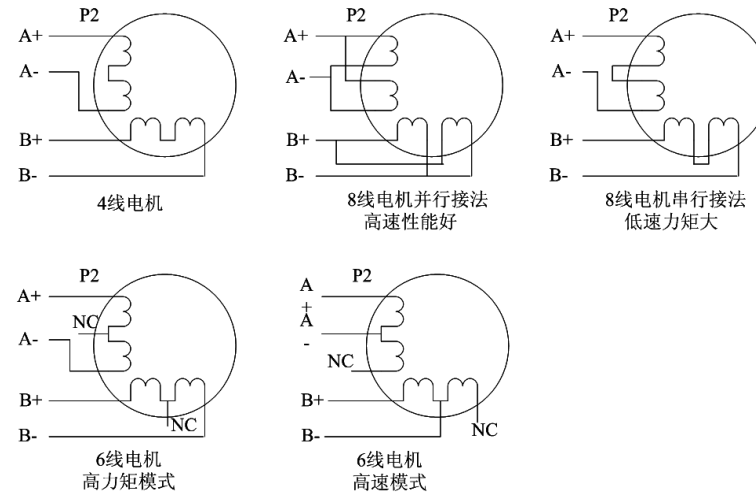 P2
A+
A-
B+
B-
4线电机
P2
A+
A-
B+
B-
8线电机并行接法
高速性能好
P2
A+
A-
B+
B-
8线电机串行接法
低速力矩大
P2
A+
NC
A-
B+
NC
B-
6线电机
高力矩模式
P2
A
+
A
-
NC
B+
NC
B-
6线电机
高速模式